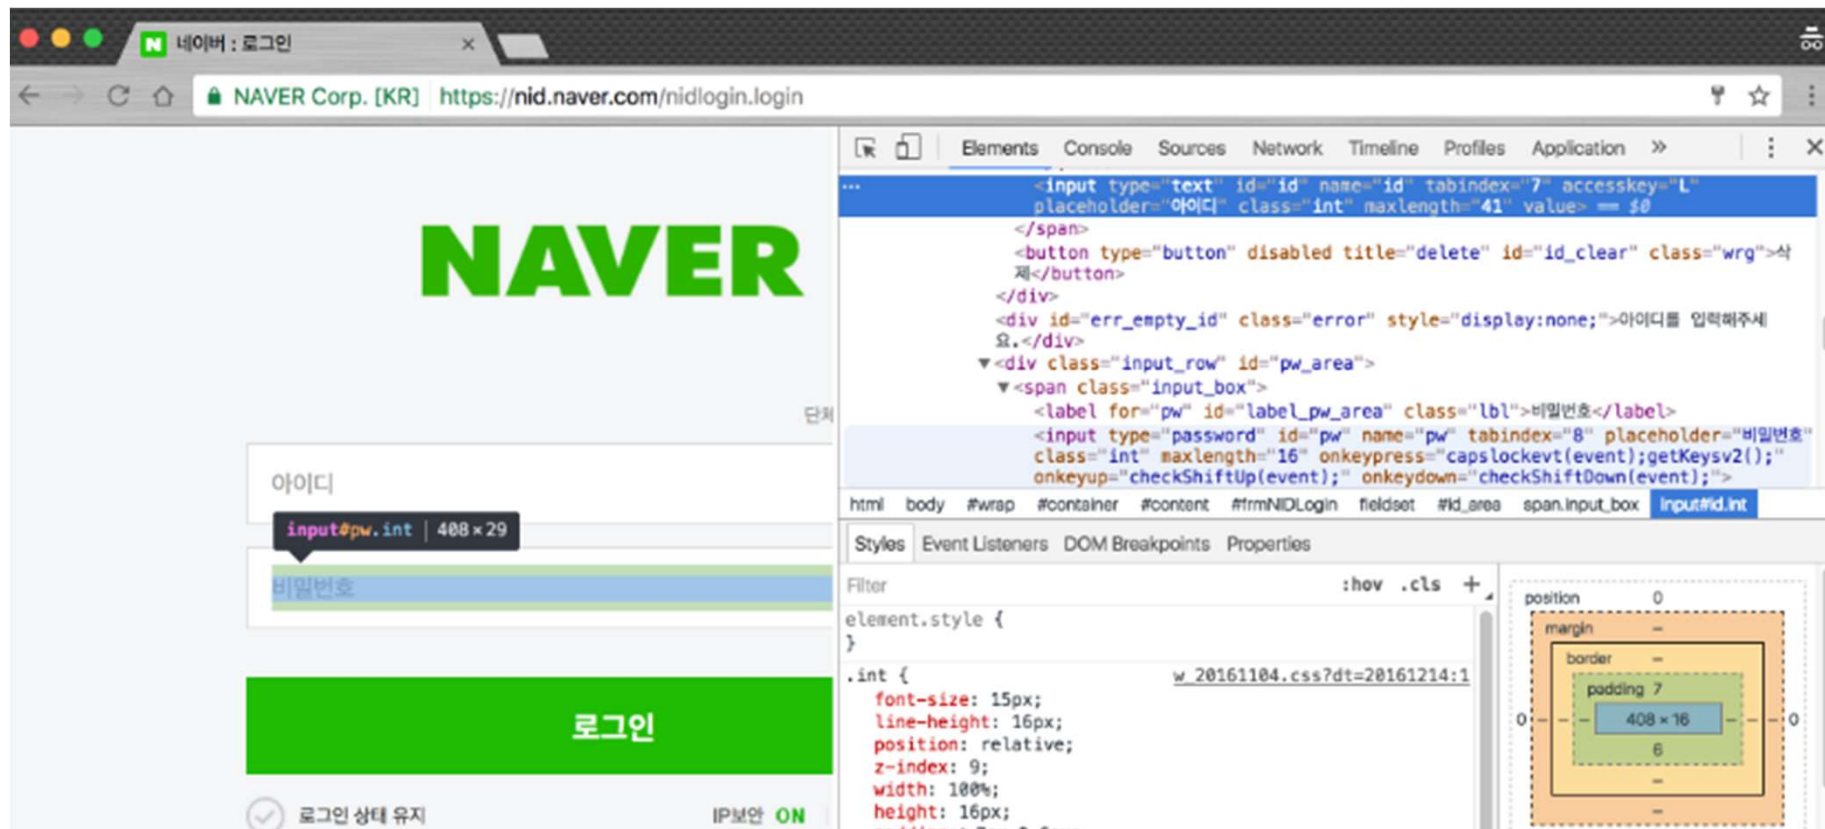 네이버 : 로그인
NAVER Corp. [KR] https://nid.naver.com/nidlogin.login
NAVER
단체
아이디
input#pw.int 408 × 29
비밀번호
로그인
로그인 상태 유지 IP보안 ON
Elements Console Sources Network Timeline Profiles Application »
<input type="text" id="id" name="id" tabindex="7" accesskey="L"
placeholder="아이디" class="int" maxlength="41" value> == $0
</span>
<button type="button" disabled title="delete" id="id_clear" class="wrg">삭
제</button>
</div>
<div id="err_empty_id" class="error" style="display:none;">아이디를 입력해주세
요.</div>
▼<div class="input_row" id="pw_area">
▼<span class="input_box">
<label for="pw" id="label_pw_area" class="lbl">비밀번호</label>
<input type="password" id="pw" name="pw" tabindex="8" placeholder="비밀번호"
class="int" maxlength="16" onkeypress="capslockevt(event);getKeysv2();"
onkeyup="checkShiftUp(event);" onkeydown="checkShiftDown(event);">
html body #wrap #container #content #frmNIDLogin fieldset #id_area span.input_box input#id.int
Styles Event Listeners DOM Breakpoints Properties
Filter :hov .cls +
element.style {
}
.int { w_20161104.css?dt=20161214:1
font-size: 15px;
line-height: 16px;
position: relative;
z-index: 9;
width: 100%;
height: 16px;
position 0
margin –
border –
padding 7
0 – – 408 × 16 – – 0
6
–
–